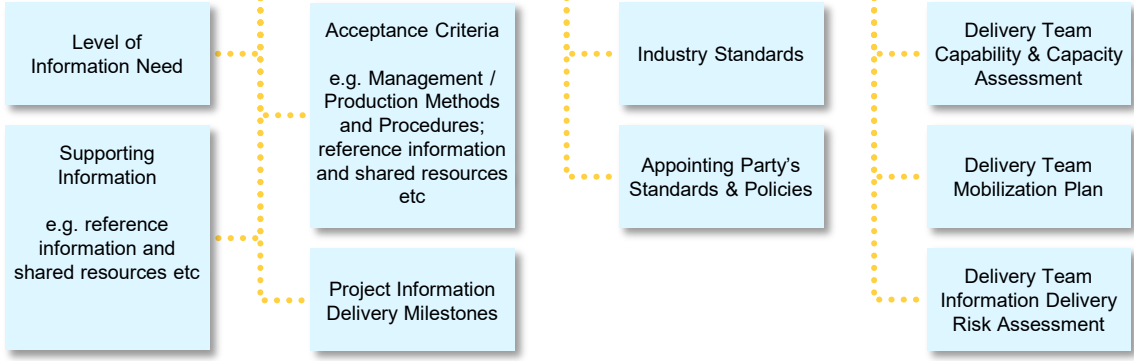 Level of
Information Need
Supporting
Information
e.g. reference
information and
shared resources etc
Acceptance Criteria
e.g. Management /
Production Methods
and Procedures;
reference information
and shared resources
etc
Project Information
Delivery Milestones
Industry Standards
Appointing Party's
Standards & Policies
Delivery Team
Capability & Capacity
Assessment
Delivery Team
Mobilization Plan
Delivery Team
Information Delivery
Risk Assessment